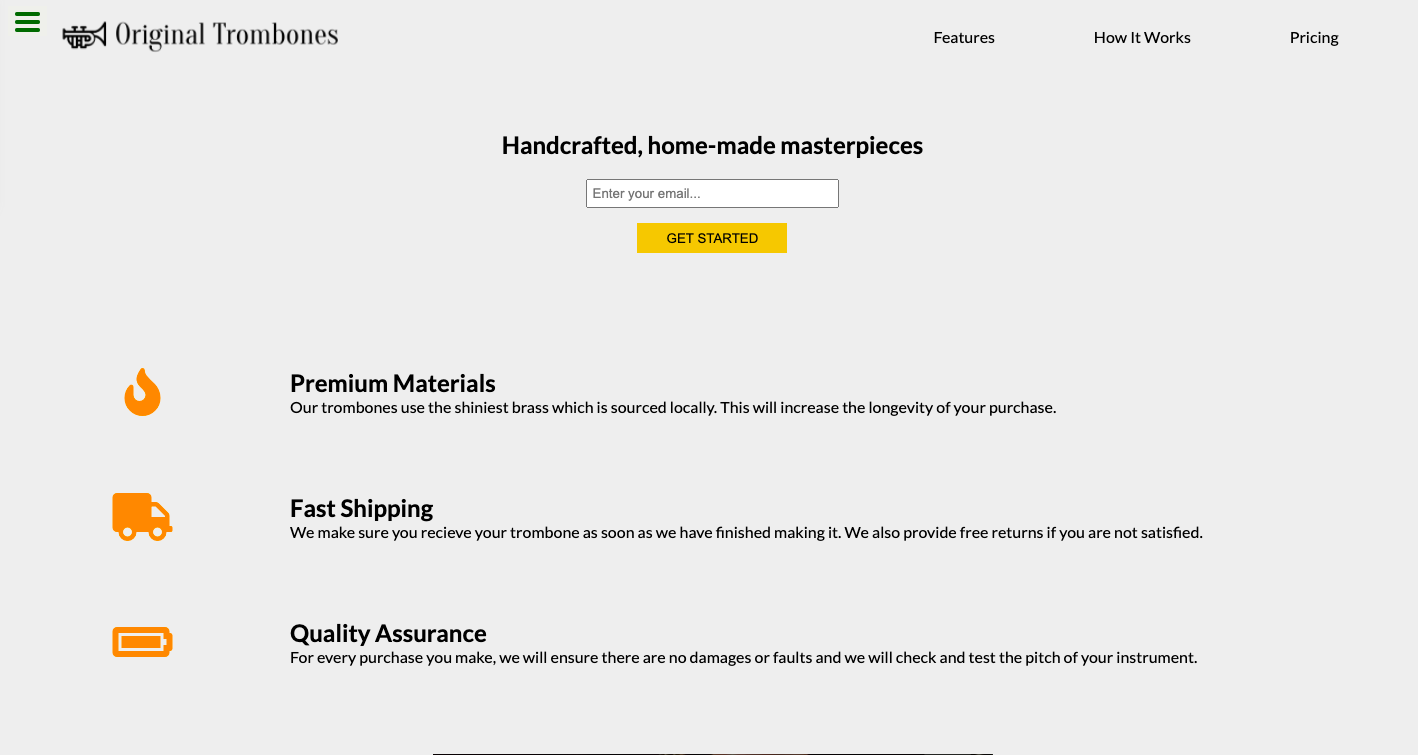 Original Trombones
Features
How It Works
Pricing
Handcrafted, home-made masterpieces
Enter your email...
GET STARTED
Premium Materials
Our trombones use the shiniest brass which is sourced locally. This will increase the longevity of your purchase.
Fast Shipping
We make sure you recieve your trombone as soon as we have finished making it. We also provide free returns if you are not satisfied.
Quality Assurance
For every purchase you make, we will ensure there are no damages or faults and we will check and test the pitch of your instrument.